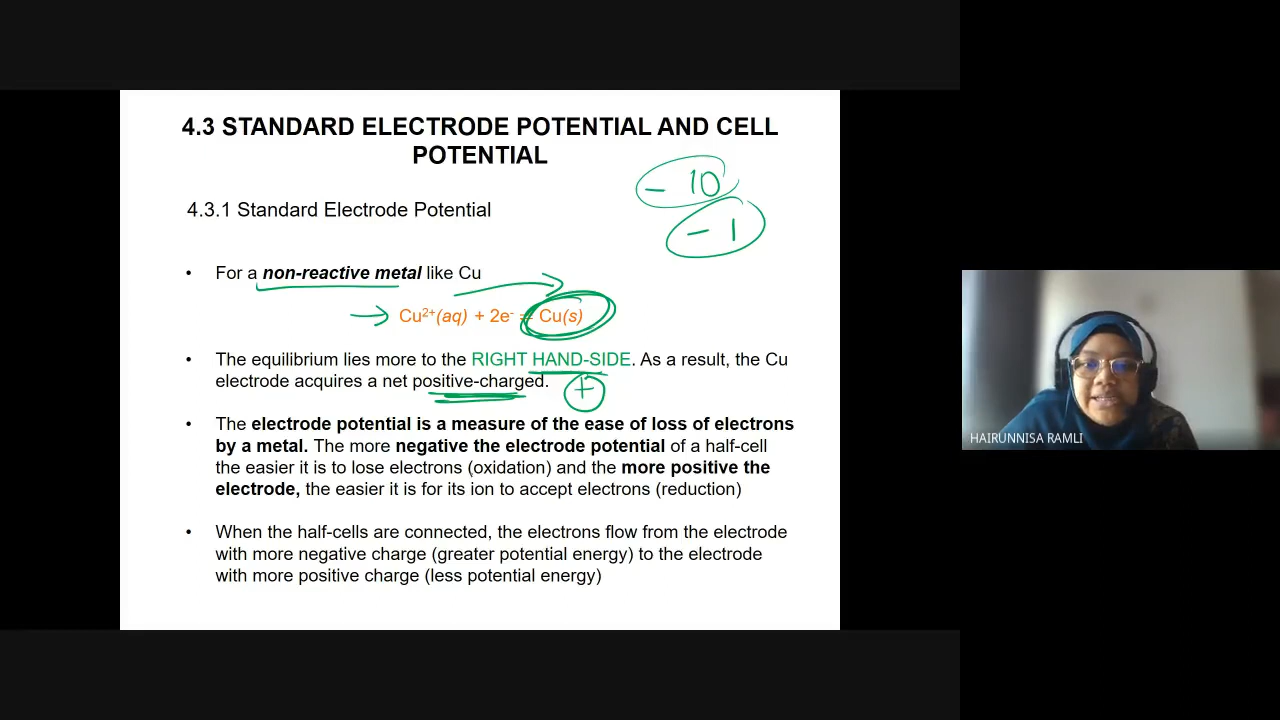 4.3 STANDARD ELECTRODE POTENTIAL AND CELL
POTENTIAL
- 10
- 1
4.3.1 Standard Electrode Potential
• For a non-reactive metal like Cu
Cu²⁺(aq) + 2e⁻ ⇌ Cu(s)
• The equilibrium lies more to the RIGHT HAND-SIDE. As a result, the Cu
electrode acquires a net positive-charged.
+
• The electrode potential is a measure of the ease of loss of electrons
by a metal. The more negative the electrode potential of a half-cell
the easier it is to lose electrons (oxidation) and the more positive the
electrode, the easier it is for its ion to accept electrons (reduction)
• When the half-cells are connected, the electrons flow from the electrode
with more negative charge (greater potential energy) to the electrode
with more positive charge (less potential energy)
HAIRUNNISA RAMLI